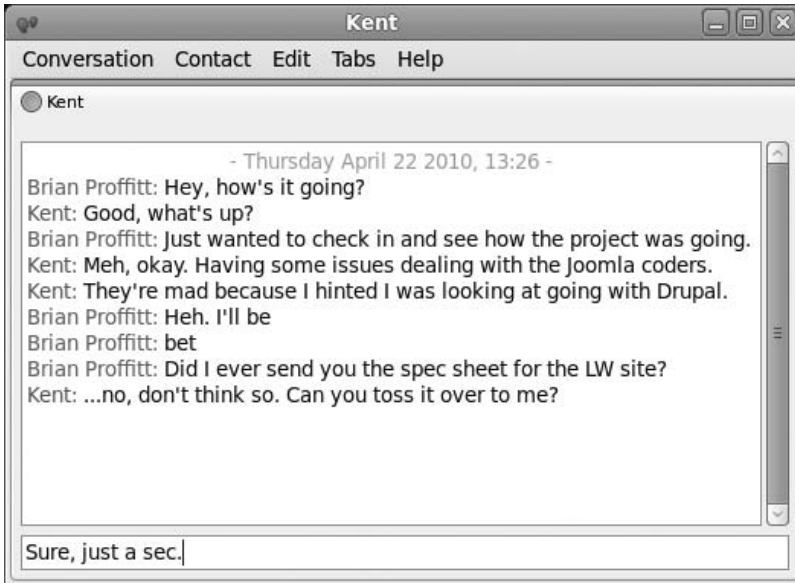 Kent
Conversation Contact Edit Tabs Help
Kent
- Thursday April 22 2010, 13:26 -
Brian Proffitt: Hey, how's it going?
Kent: Good, what's up?
Brian Proffitt: Just wanted to check in and see how the project was going.
Kent: Meh, okay. Having some issues dealing with the Joomla coders.
Kent: They're mad because I hinted I was looking at going with Drupal.
Brian Proffitt: Heh. I'll be
Brian Proffitt: bet
Brian Proffitt: Did I ever send you the spec sheet for the LW site?
Kent: ...no, don't think so. Can you toss it over to me?
Sure, just a sec.